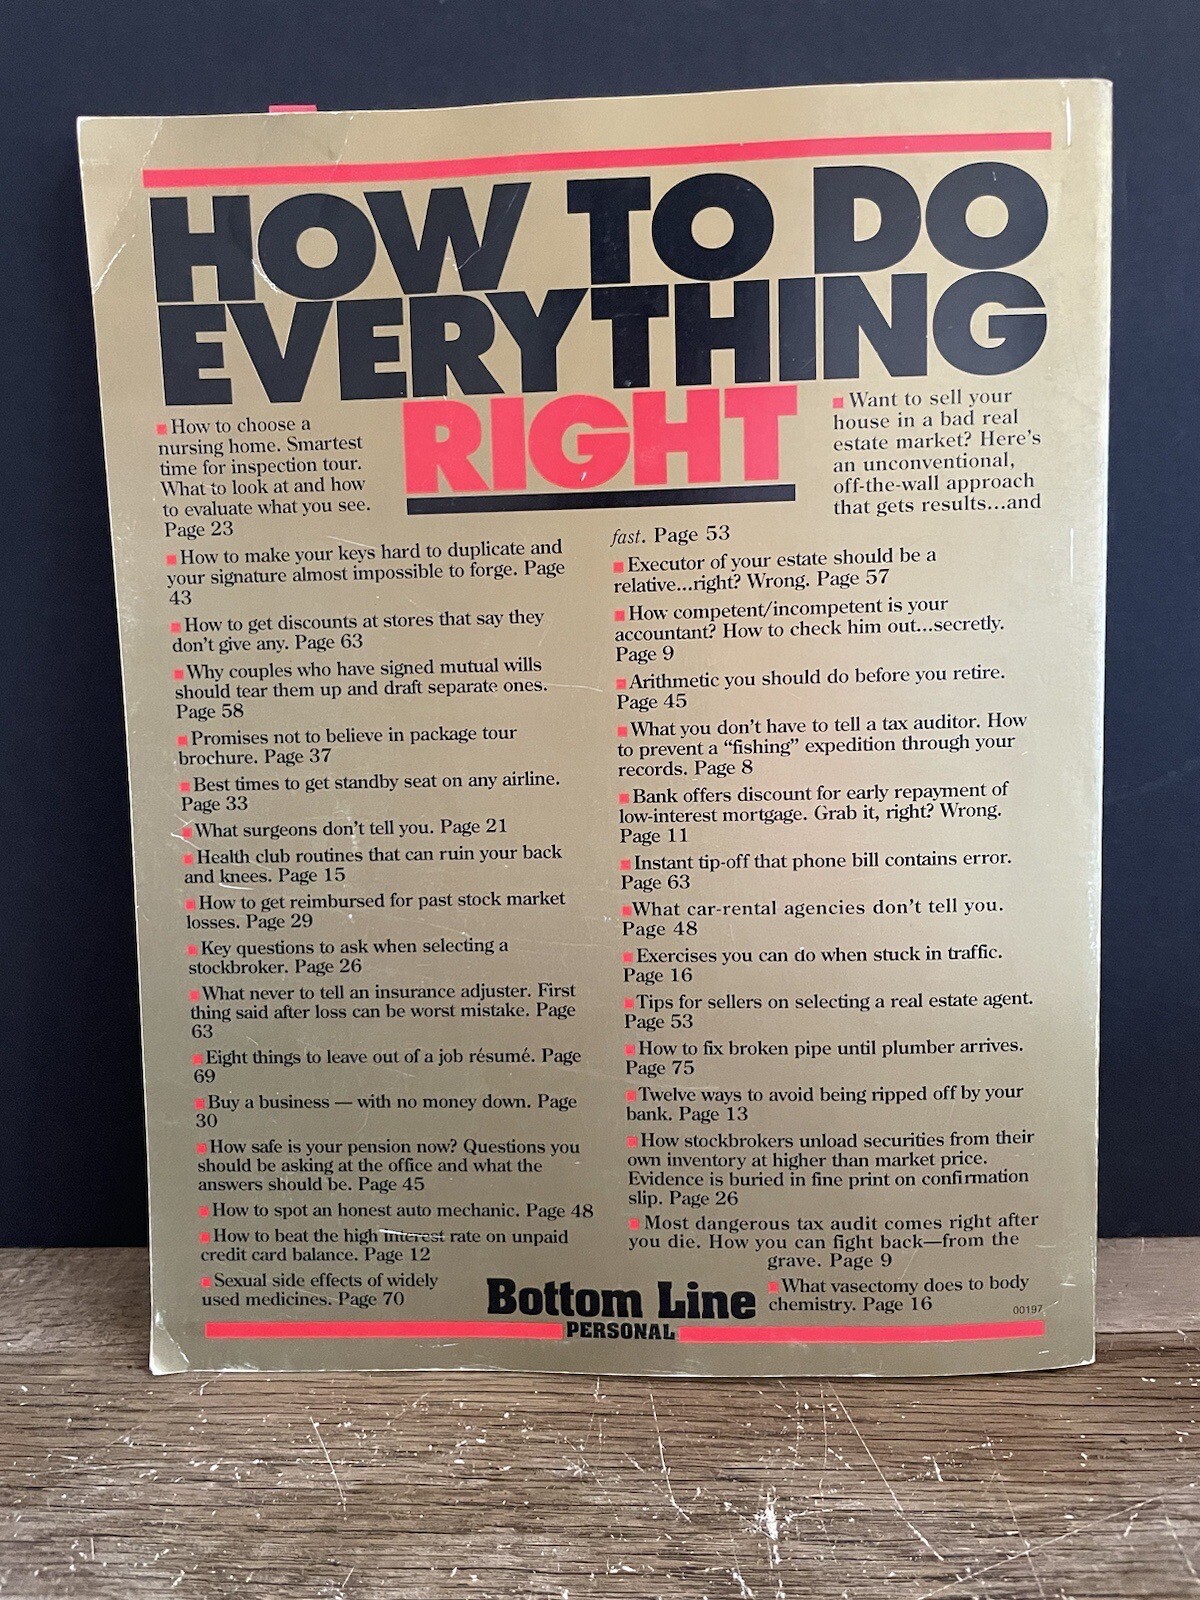 HOW TO DO
EVERYTHING
RIGHT
How to choose a
nursing home. Smartest
time for inspection tour.
What to look at and how
to evaluate what you see.
Page 23
How to make your keys hard to duplicate and
your signature almost impossible to forge. Page
43
How to get discounts at stores that say they
don't give any. Page 63
Why couples who have signed mutual wills
should tear them up and draft separate ones.
Page 58
Promises not to believe in package tour
brochure. Page 37
Best times to get standby seat on any airline.
Page 33
What surgeons don't tell you. Page 21
Health club routines that can ruin your back
and knees. Page 15
How to get reimbursed for past stock market
losses. Page 29
Key questions to ask when selecting a
stockbroker. Page 26
What never to tell an insurance adjuster. First
thing said after loss can be worst mistake. Page
63
Eight things to leave out of a job résumé. Page
69
Buy a business — with no money down. Page
30
How safe is your pension now? Questions you
should be asking at the office and what the
answers should be. Page 45
How to spot an honest auto mechanic. Page 48
How to beat the high interest rate on unpaid
credit card balance. Page 12
Sexual side effects of widely
used medicines. Page 70
Want to sell your
house in a bad real
estate market? Here's
an unconventional,
off-the-wall approach
that gets results...and
fast. Page 53
Executor of your estate should be a
relative...right? Wrong. Page 57
How competent/incompetent is your
accountant? How to check him out...secretly.
Page 9
Arithmetic you should do before you retire.
Page 45
What you don't have to tell a tax auditor. How
to prevent a "fishing" expedition through your
records. Page 8
Bank offers discount for early repayment of
low-interest mortgage. Grab it, right? Wrong.
Page 11
Instant tip-off that phone bill contains error.
Page 63
What car-rental agencies don't tell you.
Page 48
Exercises you can do when stuck in traffic.
Page 16
Tips for sellers on selecting a real estate agent.
Page 53
How to fix broken pipe until plumber arrives.
Page 75
Twelve ways to avoid being ripped off by your
bank. Page 13
How stockbrokers unload securities from their
own inventory at higher than market price.
Evidence is buried in fine print on confirmation
slip. Page 26
Most dangerous tax audit comes right after
you die. How you can fight back—from the
grave. Page 9
What vasectomy does to body
chemistry. Page 16
00197
Bottom Line
PERSONAL